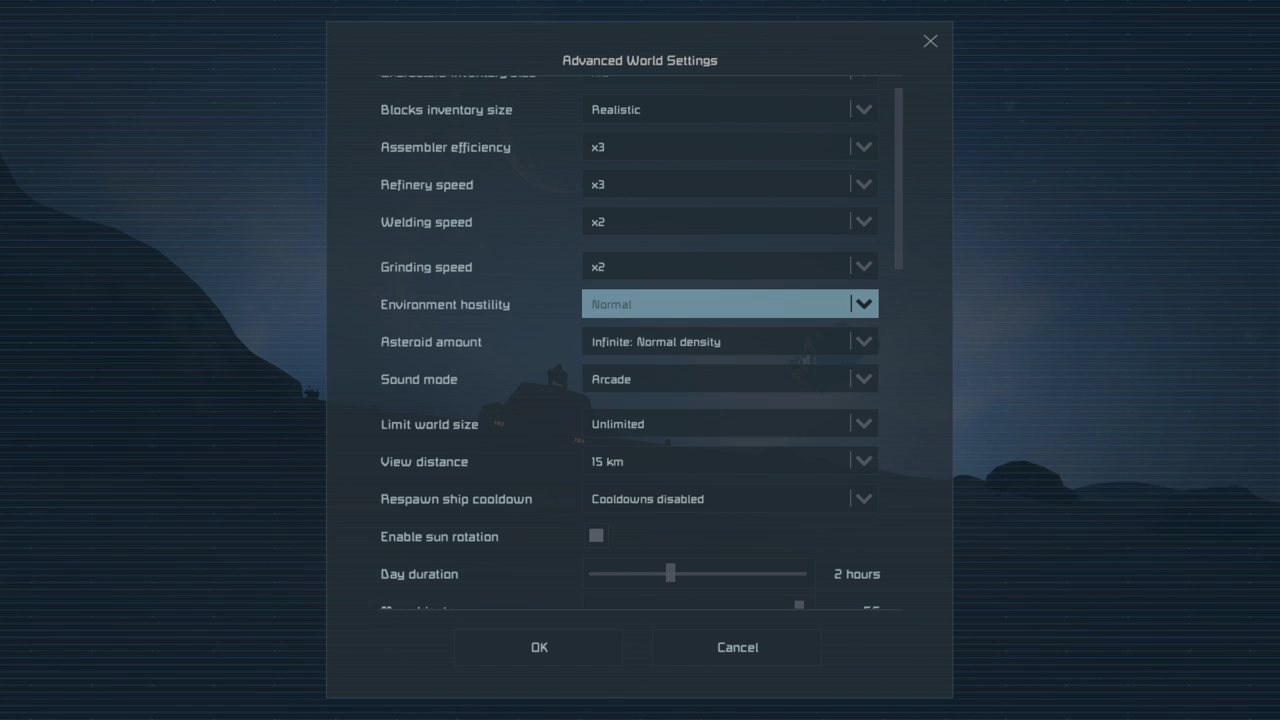 Advanced World Settings
Blocks inventory size Realistic
Assembler efficiency x3
Refinery speed x3
Welding speed x2
Grinding speed x2
Environment hostility Normal
Asteroid amount Infinite: Normal density
Sound mode Arcade
Limit world size Unlimited
View distance 15 km
Respawn ship cooldown Cooldowns disabled
Enable sun rotation
Day duration 2 hours
OK Cancel